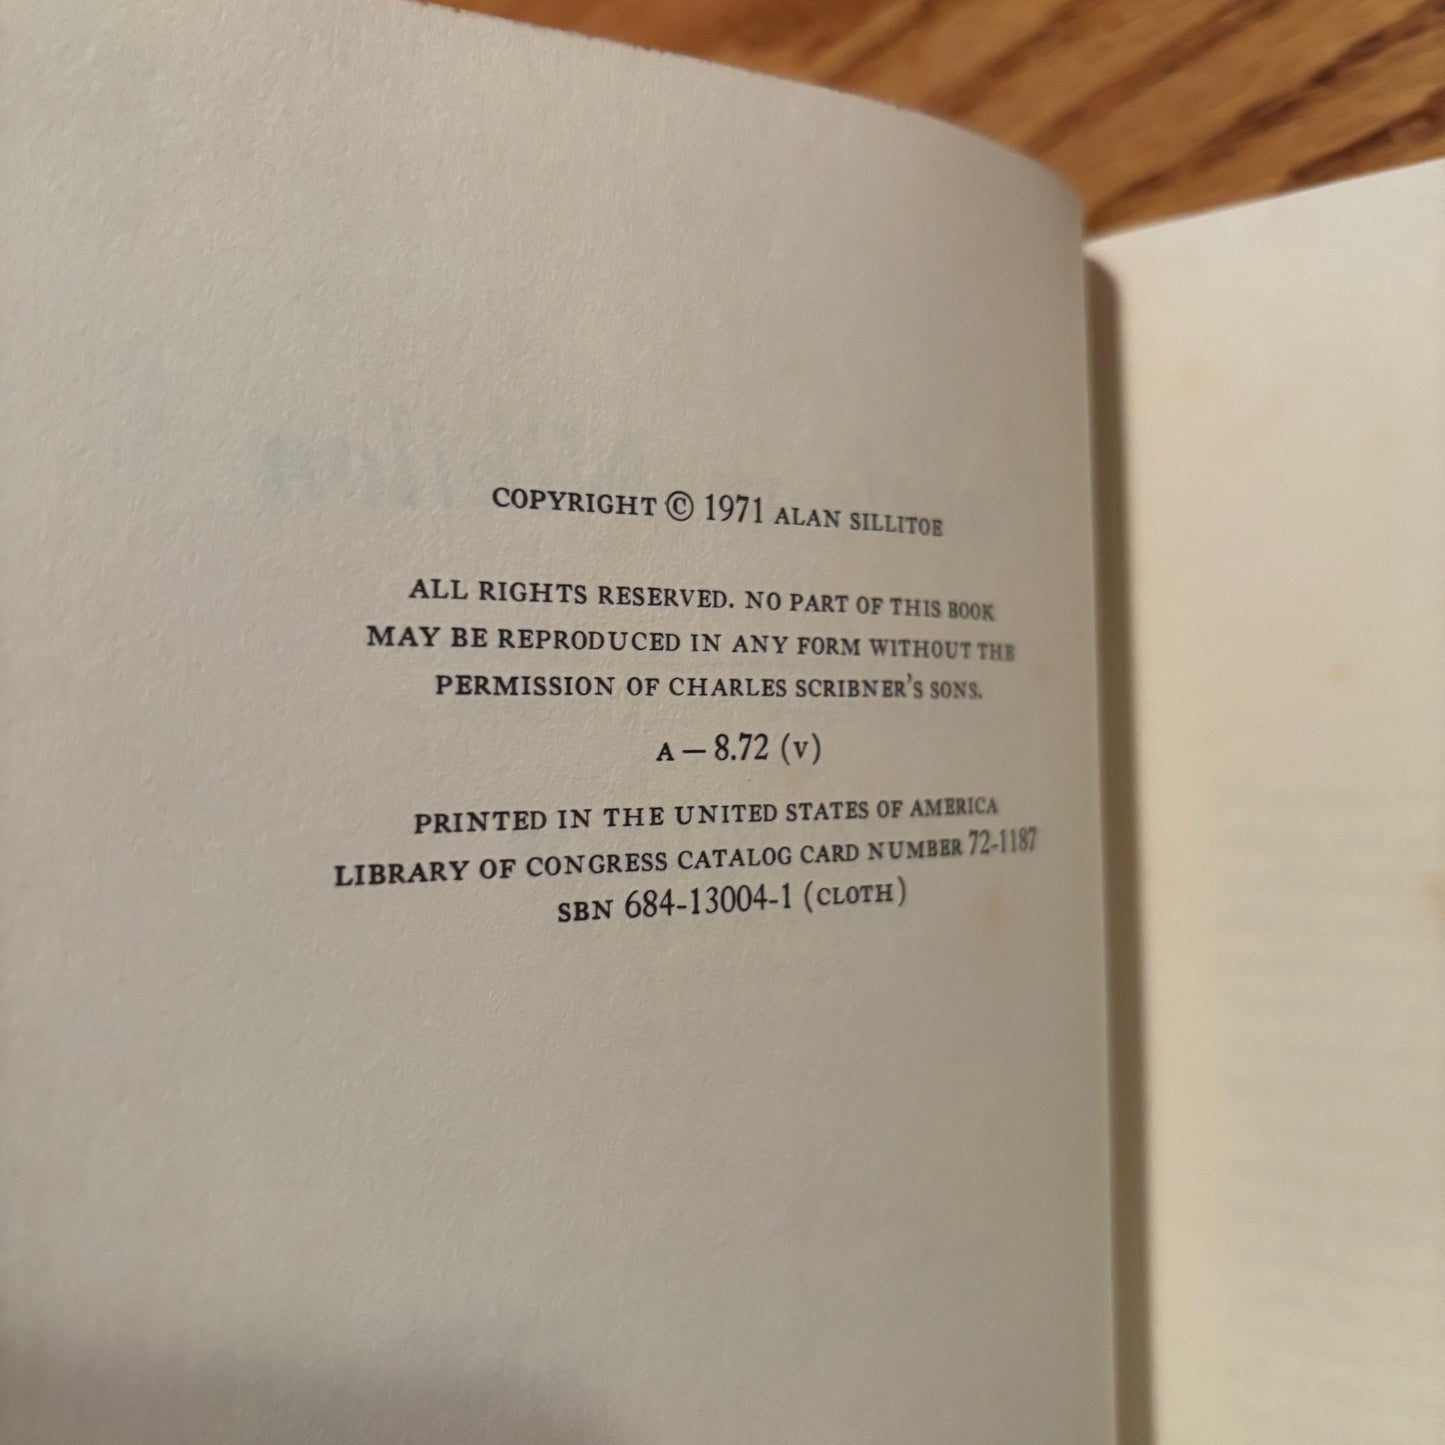 COPYRIGHT © 1971 ALAN SILLITOE
ALL RIGHTS RESERVED. NO PART OF THIS BOOK
MAY BE REPRODUCED IN ANY FORM WITHOUT THE
PERMISSION OF CHARLES SCRIBNER'S SONS.
A — 8.72 (V)
PRINTED IN THE UNITED STATES OF AMERICA
LIBRARY OF CONGRESS CATALOG CARD NUMBER 72-1187
SBN 684-13004-1 (CLOTH)